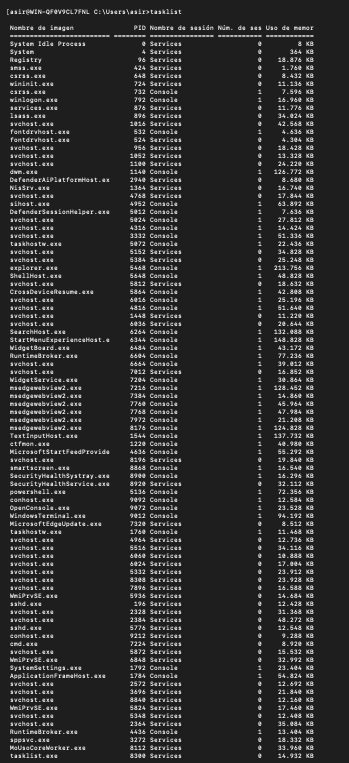 [asir@WIN-QF0V9CL7FNL C:\Users\asir>tasklist
Nombre de imagen PID Nombre de sesión Núm. de ses Uso de memor
========================= ======== ================ =========== ============
System Idle Process 0 Services 0 8 KB
System 4 Services 0 364 KB
Registry 96 Services 0 18.876 KB
smss.exe 424 Services 0 1.760 KB
csrss.exe 648 Services 0 8.432 KB
wininit.exe 724 Services 0 11.136 KB
csrss.exe 732 Console 1 7.596 KB
winlogon.exe 792 Console 1 16.960 KB
services.exe 876 Services 0 11.776 KB
lsass.exe 896 Services 0 34.024 KB
svchost.exe 1016 Services 0 42.568 KB
fontdrvhost.exe 532 Console 1 4.636 KB
fontdrvhost.exe 524 Services 0 4.304 KB
svchost.exe 956 Services 0 18.428 KB
svchost.exe 1052 Services 0 13.328 KB
svchost.exe 1100 Services 0 24.220 KB
dwm.exe 1140 Console 1 126.772 KB
DefenderAiPlatformHost.ex 2940 Services 0 8.680 KB
NisSrv.exe 1364 Services 0 16.740 KB
svchost.exe 4768 Services 0 17.844 KB
sihost.exe 4952 Console 1 63.892 KB
DefenderSessionHelper.exe 5012 Console 1 7.636 KB
svchost.exe 5024 Console 1 27.812 KB
svchost.exe 4316 Console 1 14.424 KB
svchost.exe 3332 Console 1 51.336 KB
taskhostw.exe 5072 Console 1 22.436 KB
svchost.exe 5152 Services 0 34.828 KB
svchost.exe 5384 Services 0 25.248 KB
explorer.exe 5468 Console 1 213.756 KB
ShellHost.exe 5648 Console 1 48.828 KB
svchost.exe 5812 Services 0 18.632 KB
CrossDeviceResume.exe 5864 Console 1 42.808 KB
svchost.exe 6016 Console 1 25.196 KB
svchost.exe 4816 Console 1 51.640 KB
svchost.exe 1448 Services 0 11.220 KB
svchost.exe 6036 Services 0 20.644 KB
SearchHost.exe 6264 Console 1 132.088 KB
StartMenuExperienceHost.e 6344 Console 1 148.828 KB
WidgetBoard.exe 6484 Console 1 43.172 KB
RuntimeBroker.exe 6604 Console 1 77.236 KB
svchost.exe 6664 Console 1 39.012 KB
svchost.exe 7012 Services 0 16.852 KB
WidgetService.exe 7204 Console 1 30.864 KB
msedgewebview2.exe 7216 Console 1 128.452 KB
msedgewebview2.exe 7384 Console 1 14.860 KB
msedgewebview2.exe 7760 Console 1 45.964 KB
msedgewebview2.exe 7768 Console 1 47.984 KB
msedgewebview2.exe 7972 Console 1 21.208 KB
msedgewebview2.exe 8176 Console 1 124.828 KB
TextInputHost.exe 1544 Console 1 137.732 KB
ctfmon.exe 1220 Console 1 40.980 KB
MicrosoftStartFeedProvide 4636 Console 1 55.292 KB
svchost.exe 8196 Services 0 19.840 KB
smartscreen.exe 8868 Console 1 16.540 KB
SecurityHealthSystray.exe 8900 Console 1 16.296 KB
SecurityHealthService.exe 8920 Services 0 32.112 KB
powershell.exe 5136 Console 1 72.356 KB
conhost.exe 9092 Console 1 12.584 KB
OpenConsole.exe 9072 Console 1 23.528 KB
WindowsTerminal.exe 9012 Console 1 94.192 KB
MicrosoftEdgeUpdate.exe 7320 Services 0 8.512 KB
taskhostw.exe 1760 Console 1 11.468 KB
svchost.exe 4964 Services 0 12.736 KB
svchost.exe 5516 Services 0 34.116 KB
svchost.exe 6060 Services 0 10.888 KB
svchost.exe 6024 Services 0 17.004 KB
svchost.exe 5332 Services 0 23.912 KB
svchost.exe 8308 Services 0 23.928 KB
svchost.exe 7896 Services 0 16.588 KB
WmiPrvSE.exe 5936 Services 0 14.684 KB
sshd.exe 196 Services 0 12.428 KB
svchost.exe 2328 Services 0 31.368 KB
svchost.exe 2384 Services 0 48.272 KB
sshd.exe 5776 Services 0 12.548 KB
conhost.exe 9212 Services 0 9.288 KB
cmd.exe 7224 Services 0 8.920 KB
svchost.exe 5872 Services 0 15.532 KB
WmiPrvSE.exe 6848 Services 0 32.992 KB
SystemSettings.exe 1792 Console 1 23.404 KB
ApplicationFrameHost.exe 1784 Console 1 54.824 KB
svchost.exe 2572 Services 0 12.692 KB
svchost.exe 3696 Services 0 21.840 KB
svchost.exe 8840 Services 0 12.160 KB
WmiPrvSE.exe 5824 Services 0 17.460 KB
svchost.exe 5348 Services 0 12.408 KB
svchost.exe 2364 Services 0 35.084 KB
RuntimeBroker.exe 4436 Console 1 13.404 KB
sppsvc.exe 3272 Services 0 18.332 KB
MoUsoCoreWorker.exe 8112 Services 0 33.960 KB
tasklist.exe 8300 Services 0 14.932 KB